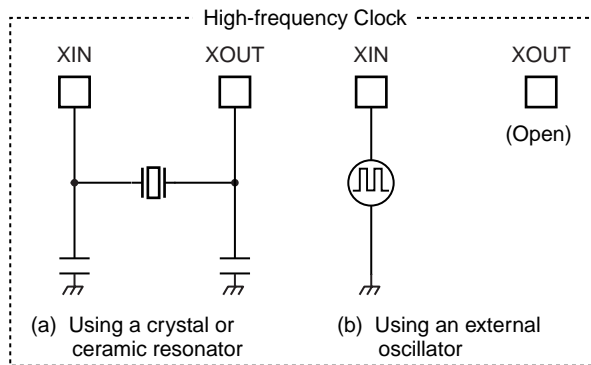 High-frequency Clock
XIN XOUT XIN XOUT
(Open)
(a) Using a crystal or
ceramic resonator
(b) Using an external
oscillator